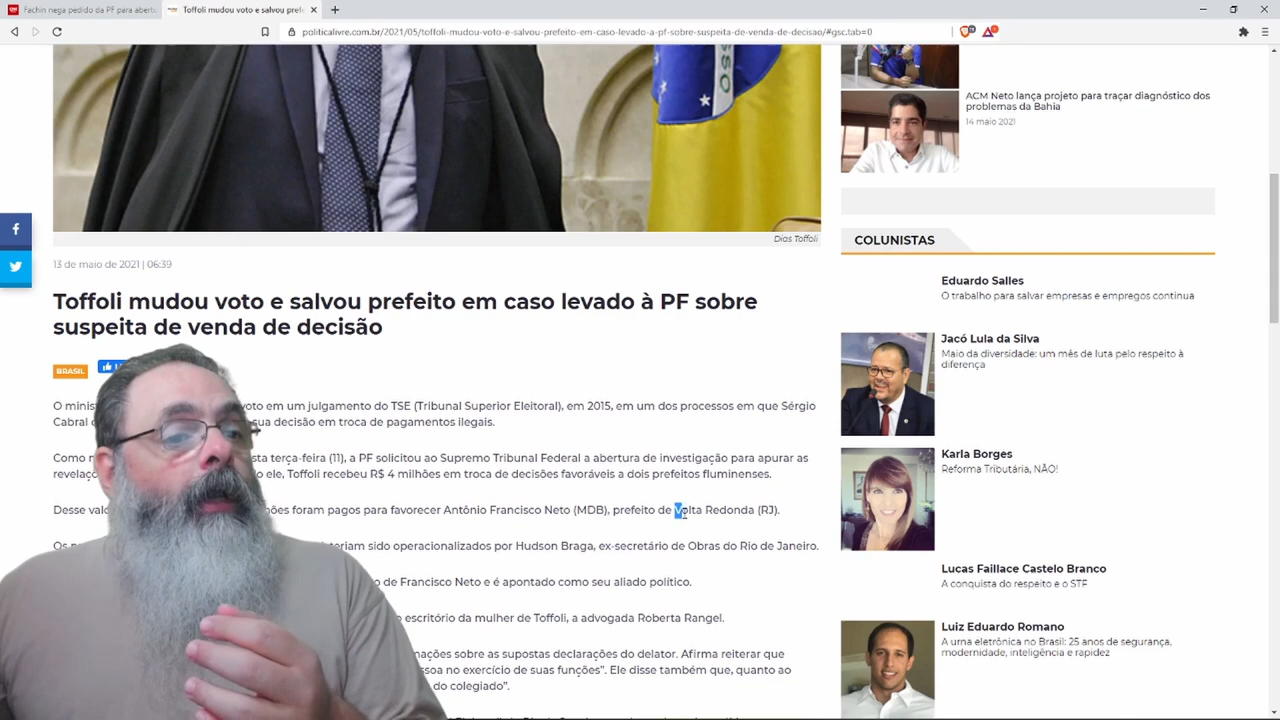 Fachin nega pedido da PF para abertu
Toffoli mudou voto e salvou prefe
politicalivre.com.br/2021/05/toffoli-mudou-voto-e-salvou-prefeito-em-caso-levado-a-pf-sobre-suspeita-de-venda-de-decisao/#gsc.tab=0
ACM Neto lança projeto para traçar diagnóstico dos
problemas da Bahia
14 maio 2021
Dias Toffoli
COLUNISTAS
13 de maio de 2021 | 06:39
Eduardo Salles
O trabalho para salvar empresas e empregos continua
Toffoli mudou voto e salvou prefeito em caso levado à PF sobre
suspeita de venda de decisão
Jacó Lula da Silva
Maio da diversidade: um mês de luta pelo respeito à
diferença
BRASIL
O minist voto em um julgamento do TSE (Tribunal Superior Eleitoral), em 2015, em um dos processos em que Sérgio
Cabral sua decisão em troca de pagamentos ilegais.
Como sta terça-feira (11), a PF solicitou ao Supremo Tribunal Federal a abertura de investigação para apurar as
revelaç ele, Toffoli recebeu R$ 4 milhões em troca de decisões favoráveis a dois prefeitos fluminenses.
Karla Borges
Reforma Tributária, NÃO!
Desse valo ões foram pagos para favorecer Antônio Francisco Neto (MDB), prefeito de Volta Redonda (RJ).
Os teriam sido operacionalizados por Hudson Braga, ex-secretário de Obras do Rio de Janeiro.
o de Francisco Neto e é apontado como seu aliado político.
Lucas Faillace Castelo Branco
A conquista do respeito e o STF
escritório da mulher de Toffoli, a advogada Roberta Rangel.
Luiz Eduardo Romano
A urna eletrônica no Brasil: 25 anos de segurança,
modernidade, inteligência e rapidez
mações sobre as supostas declarações do delator. Afirma reiterar que
ssoa no exercício de suas funções”. Ele disse também que, quanto ao
do colegiado”.